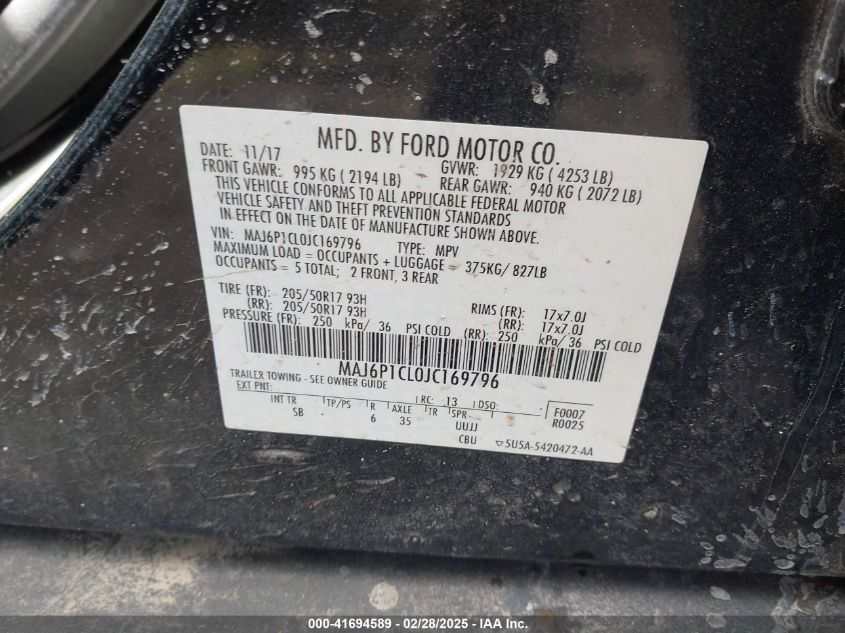 MFD. BY FORD MOTOR CO.
DATE: 11/17 GVWR: 1929 KG ( 4253 LB)
FRONT GAWR: 995 KG ( 2194 LB) REAR GAWR: 940 KG ( 2072 LB)
THIS VEHICLE CONFORMS TO ALL APPLICABLE FEDERAL MOTOR
VEHICLE SAFETY AND THEFT PREVENTION STANDARDS
IN EFFECT ON THE DATE OF MANUFACTURE SHOWN ABOVE.
VIN: MAJ6P1CL0JC169796 TYPE: MPV
MAXIMUM LOAD = OCCUPANTS + LUGGAGE = 375KG/ 827LB
OCCUPANTS = 5 TOTAL; 2 FRONT, 3 REAR
TIRE (FR): 205/50R17 93H RIMS (FR): 17x7.0J
(RR): 205/50R17 93H (RR): 17x7.0J
PRESSURE (FR): 250 kPa/ 36 PSI COLD (RR): 250 kPa/ 36 PSI COLD
MAJ6P1CL0JC169796
TRAILER TOWING - SEE OWNER GUIDE
EXT PNT: RC: 13 DSO: F0007
R0025
INT TR TP/PS R AXLE TR SPR
SB 6 35 UUJJ
CBU 5U5A-5420472-AA
000-41694589 - 02/28/2025 - IAA Inc.